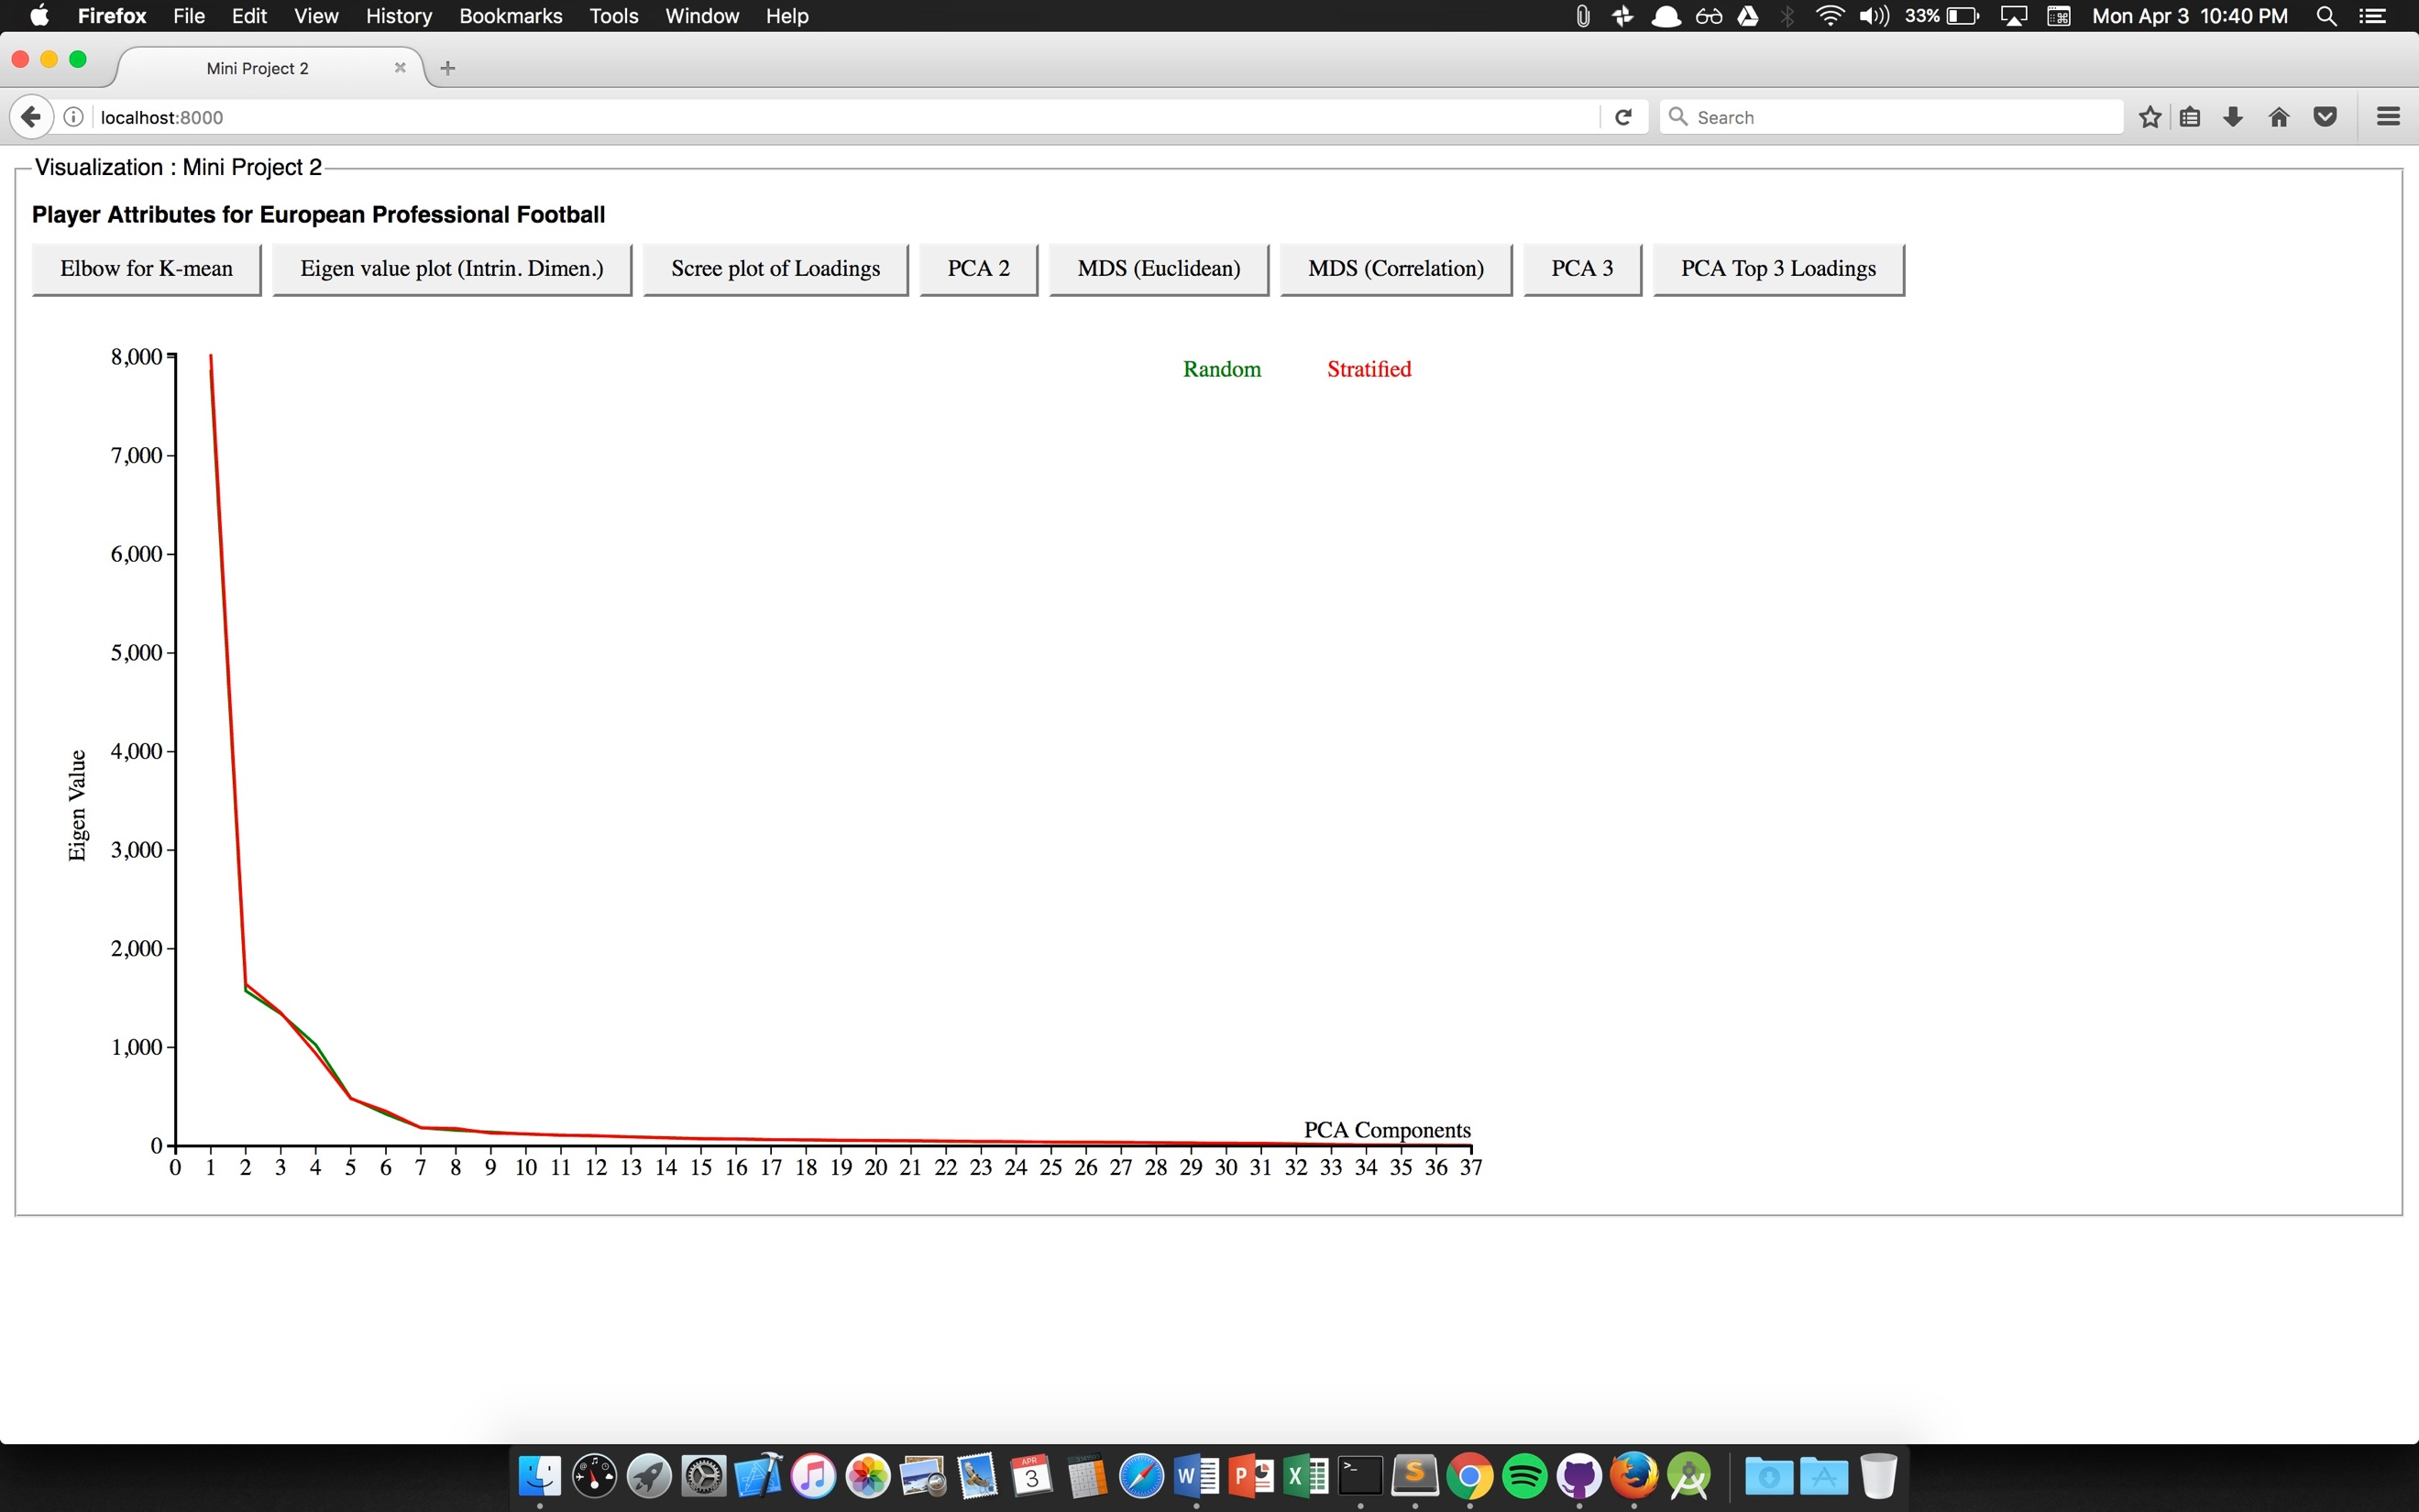 Firefox File Edit View History Bookmarks Tools Window Help 33% Mon Apr 3 10:40 PM
Mini Project 2
localhost:8000 Search
Visualization : Mini Project 2
Player Attributes for European Professional Football
Elbow for K-mean Eigen value plot (Intrin. Dimen.) Scree plot of Loadings PCA 2 MDS (Euclidean) MDS (Correlation) PCA 3 PCA Top 3 Loadings
Random Stratified
8,000
7,000
6,000
5,000
4,000
3,000
2,000
1,000
0
Eigen Value
PCA Components
0 1 2 3 4 5 6 7 8 9 10 11 12 13 14 15 16 17 18 19 20 21 22 23 24 25 26 27 28 29 30 31 32 33 34 35 36 37
APR
3
W P X >_ S